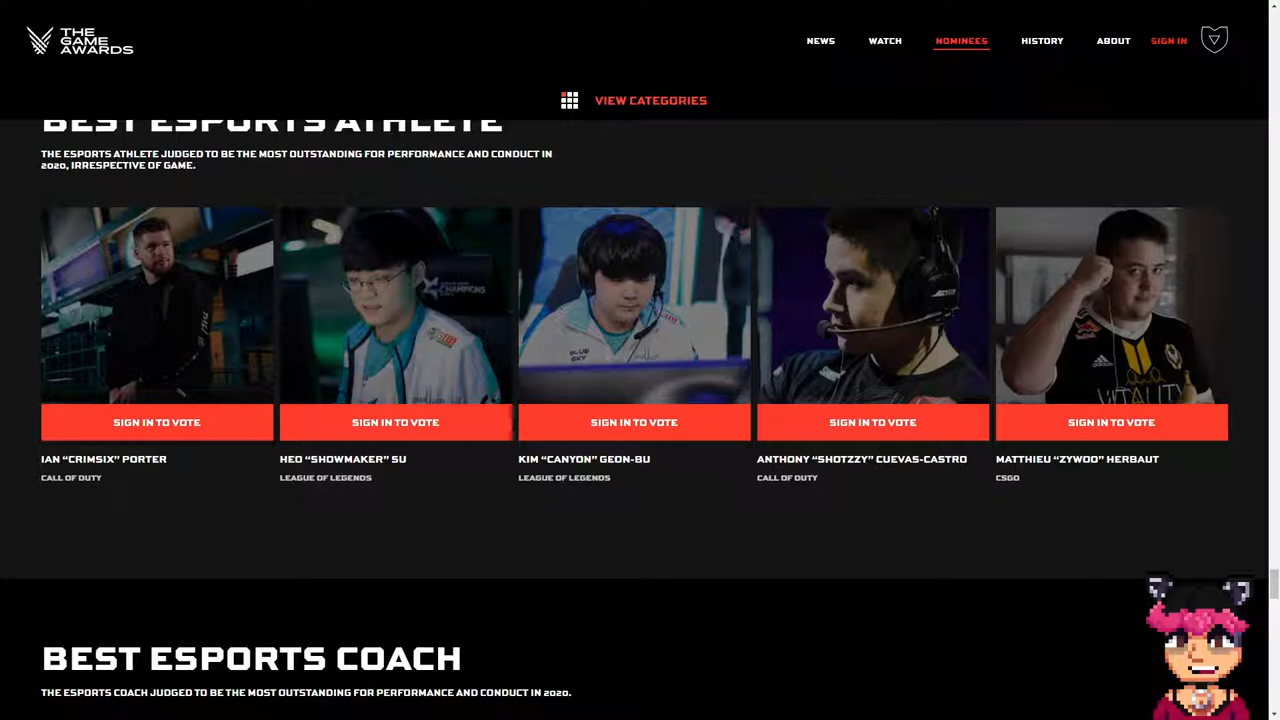 THE
GAME
AWARDS
NEWS
WATCH
NOMINEES
HISTORY
ABOUT
SIGN IN
VIEW CATEGORIES
BEST ESPORTS ATHLETE
THE ESPORTS ATHLETE JUDGED TO BE THE MOST OUTSTANDING FOR PERFORMANCE AND CONDUCT IN
2020, IRRESPECTIVE OF GAME.
CHAMPIONS
BLUE
SKY
VITALITY
SIGN IN TO VOTE
SIGN IN TO VOTE
SIGN IN TO VOTE
SIGN IN TO VOTE
SIGN IN TO VOTE
IAN “CRIMSIX” PORTER
CALL OF DUTY
HEO “SHOWMAKER” SU
LEAGUE OF LEGENDS
KIM “CANYON” GEON-BU
LEAGUE OF LEGENDS
ANTHONY “SHOTZZY” CUEVAS-CASTRO
CALL OF DUTY
MATTHIEU “ZYWOO” HERBAUT
CSGO
BEST ESPORTS COACH
THE ESPORTS COACH JUDGED TO BE THE MOST OUTSTANDING FOR PERFORMANCE AND CONDUCT IN 2020.